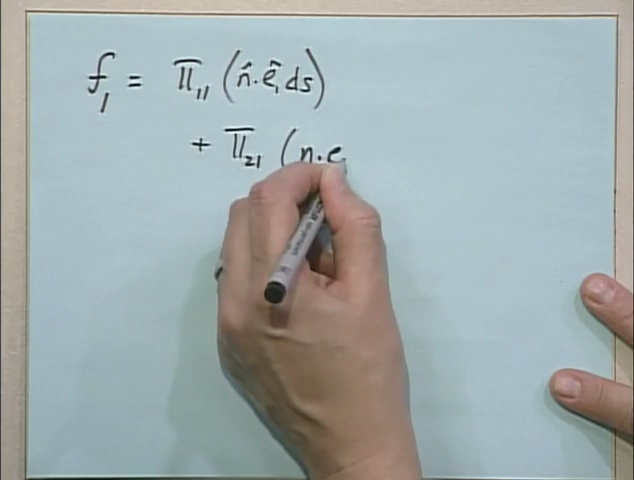 f₁ = Π₁₁ (n̂·ê₁ ds)
+ Π₂₁ (n·e